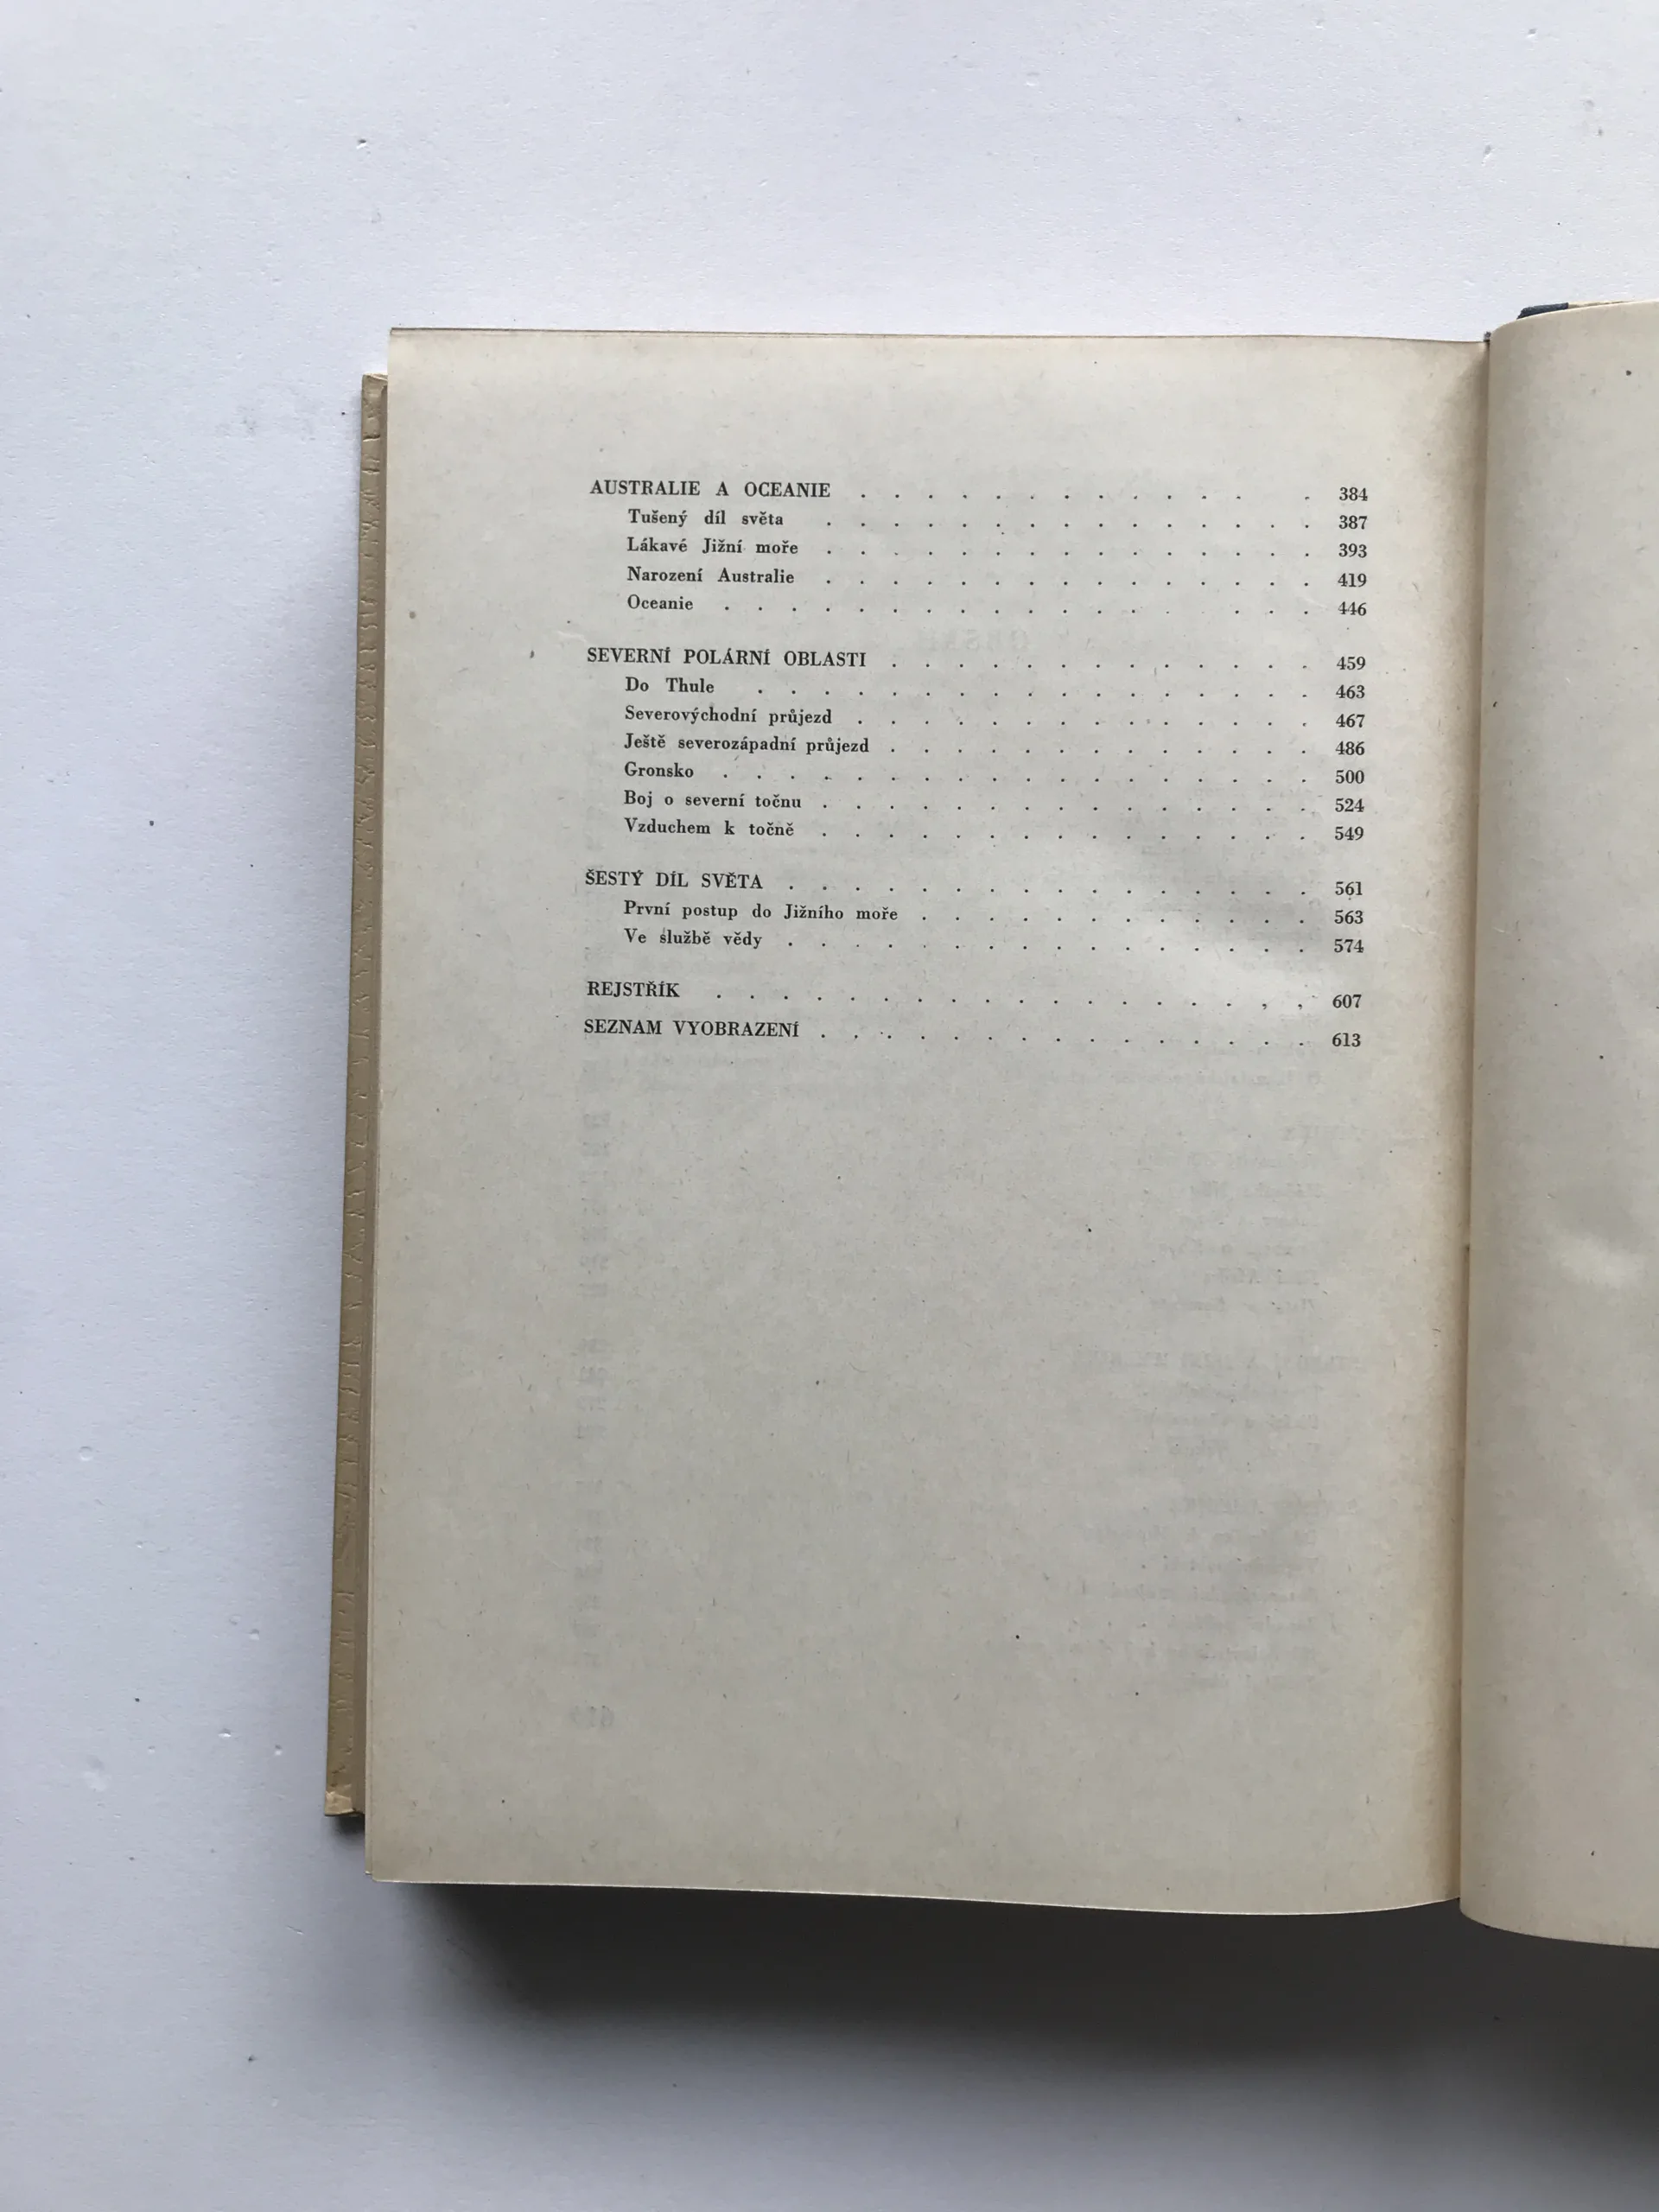 AUSTRALIE A OCEANIE . . . . . . . . . . . . . 384
Tušený díl světa . . . . . . . . . . . . . . . 387
Lákavé Jižní moře . . . . . . . . . . . . . . . 393
Narození Australie . . . . . . . . . . . . . . . 419
Oceanie . . . . . . . . . . . . . . . . 446
SEVERNÍ POLÁRNÍ OBLASTI . . . . . . . . . . . . . 459
Do Thule . . . . . . . . . . . . . . . . . 463
Severovýchodní průjezd . . . . . . . . . . . . . . 467
Ještě severozápadní průjezd . . . . . . . . . . . . . 486
Gronsko . . . . . . . . . . . . . . . . . . 500
Boj o severní točnu . . . . . . . . . . . . . . . 524
Vzduchem k točně . . . . . . . . . . . . . . . 549
ŠESTÝ DÍL SVĚTA . . . . . . . . . . . . . . . . 561
První postup do Jižního moře . . . . . . . . . . . . 563
Ve službě vědy . . . . . . . . . . . . . . . . 574
REJSTŘÍK . . . . . . . . . . . . . . . . , , 607
SEZNAM VYOBRAZENÍ . . . . . . . . . . . . . . . 613